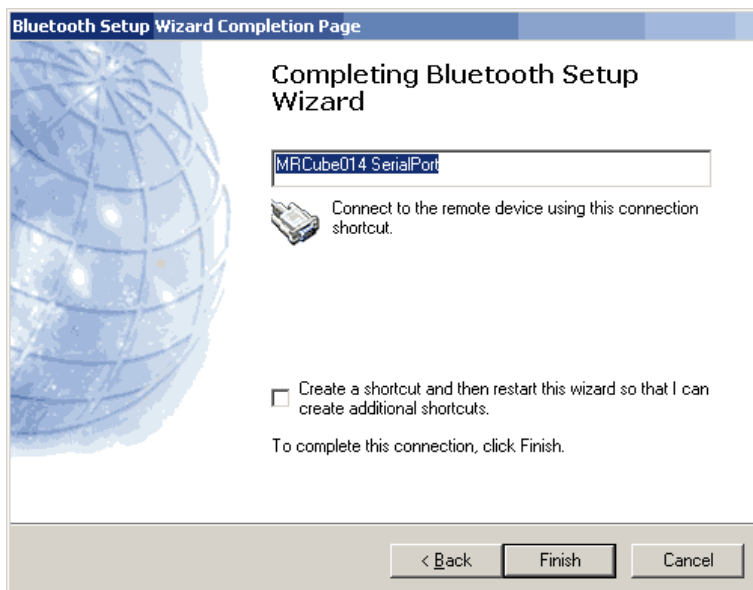 Bluetooth Setup Wizard Completion Page
Completing Bluetooth Setup
Wizard
MRCube014 SerialPort
Connect to the remote device using this connection
shortcut.
Create a shortcut and then restart this wizard so that I can
create additional shortcuts.
To complete this connection, click Finish.
< Back
Finish
Cancel